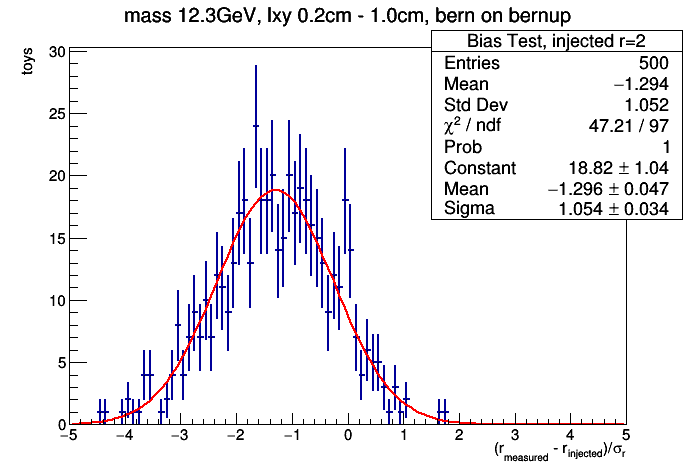 mass 12.3GeV, lxy 0.2cm - 1.0cm, bern on bernup
Bias Test, injected r=2
Entries 500
Mean −1.294
Std Dev 1.052
χ² / ndf 47.21 / 97
Prob 1
Constant 18.82 ± 1.04
Mean −1.296 ± 0.047
Sigma 1.054 ± 0.034
toys
30
25
20
15
10
5
0
−5 −4 −3 −2 −1 0 1 2 3 4 5
(r_measured - r_injected)/σ_r